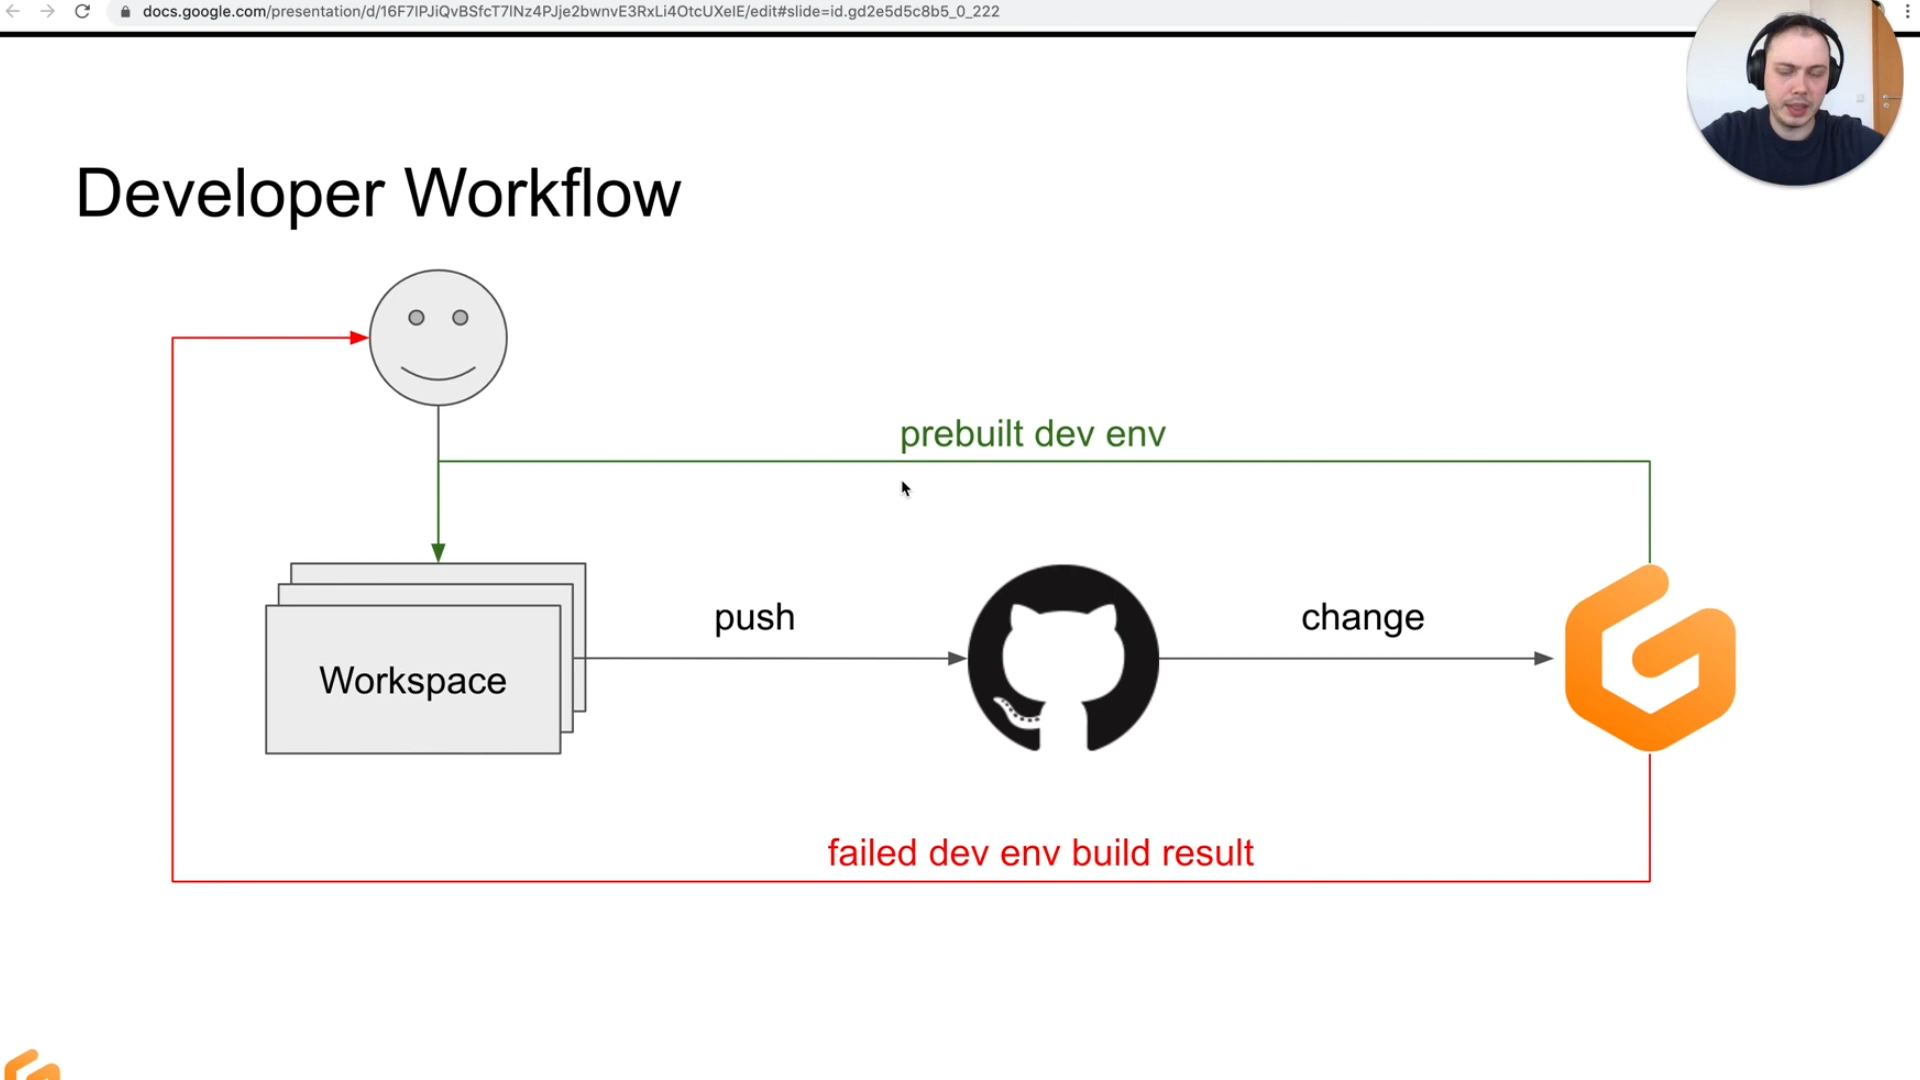 docs.google.com/presentation/d/16F7lPJiQvBSfcT7lNz4PJje2bwnvE3RxLi4OtcUXelE/edit#slide=id.gd2e5d5c8b5_0_222
Developer Workflow
prebuilt dev env
push
change
Workspace
failed dev env build result